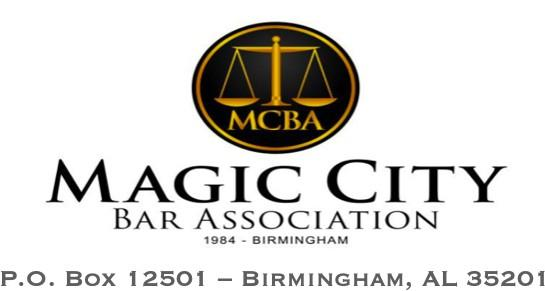 MCBA
MAGIC CITY
BAR ASSOCIATION
1984 - BIRMINGHAM
P.O. BOX 12501 – BIRMINGHAM, AL 35201